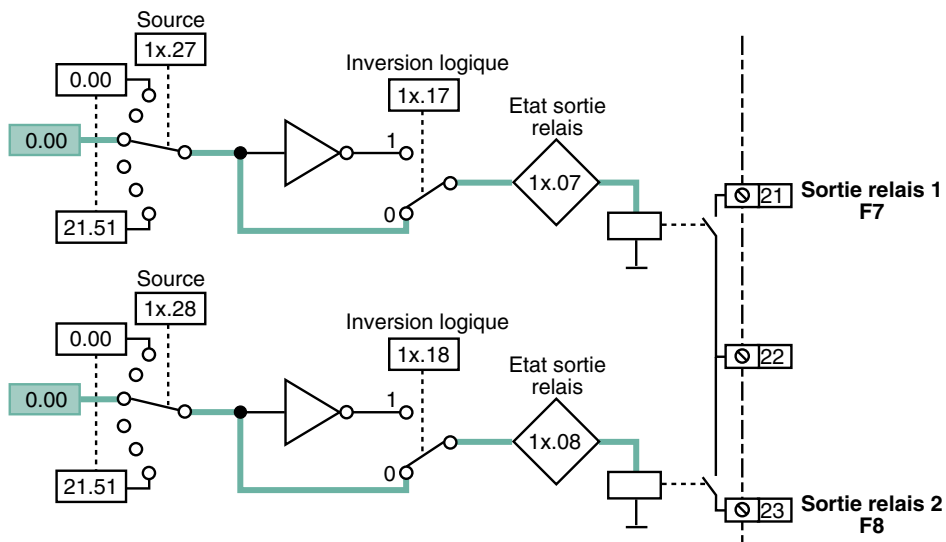 Source
1x.27
0.00
Inversion logique
1x.17
Etat sortie
relais
0.00
1
1x.07
21
Sortie relais 1
F7
21.51
0
Source
1x.28
0.00
Inversion logique
1x.18
22
Etat sortie
relais
0.00
1
1x.08
21.51
0
23
Sortie relais 2
F8